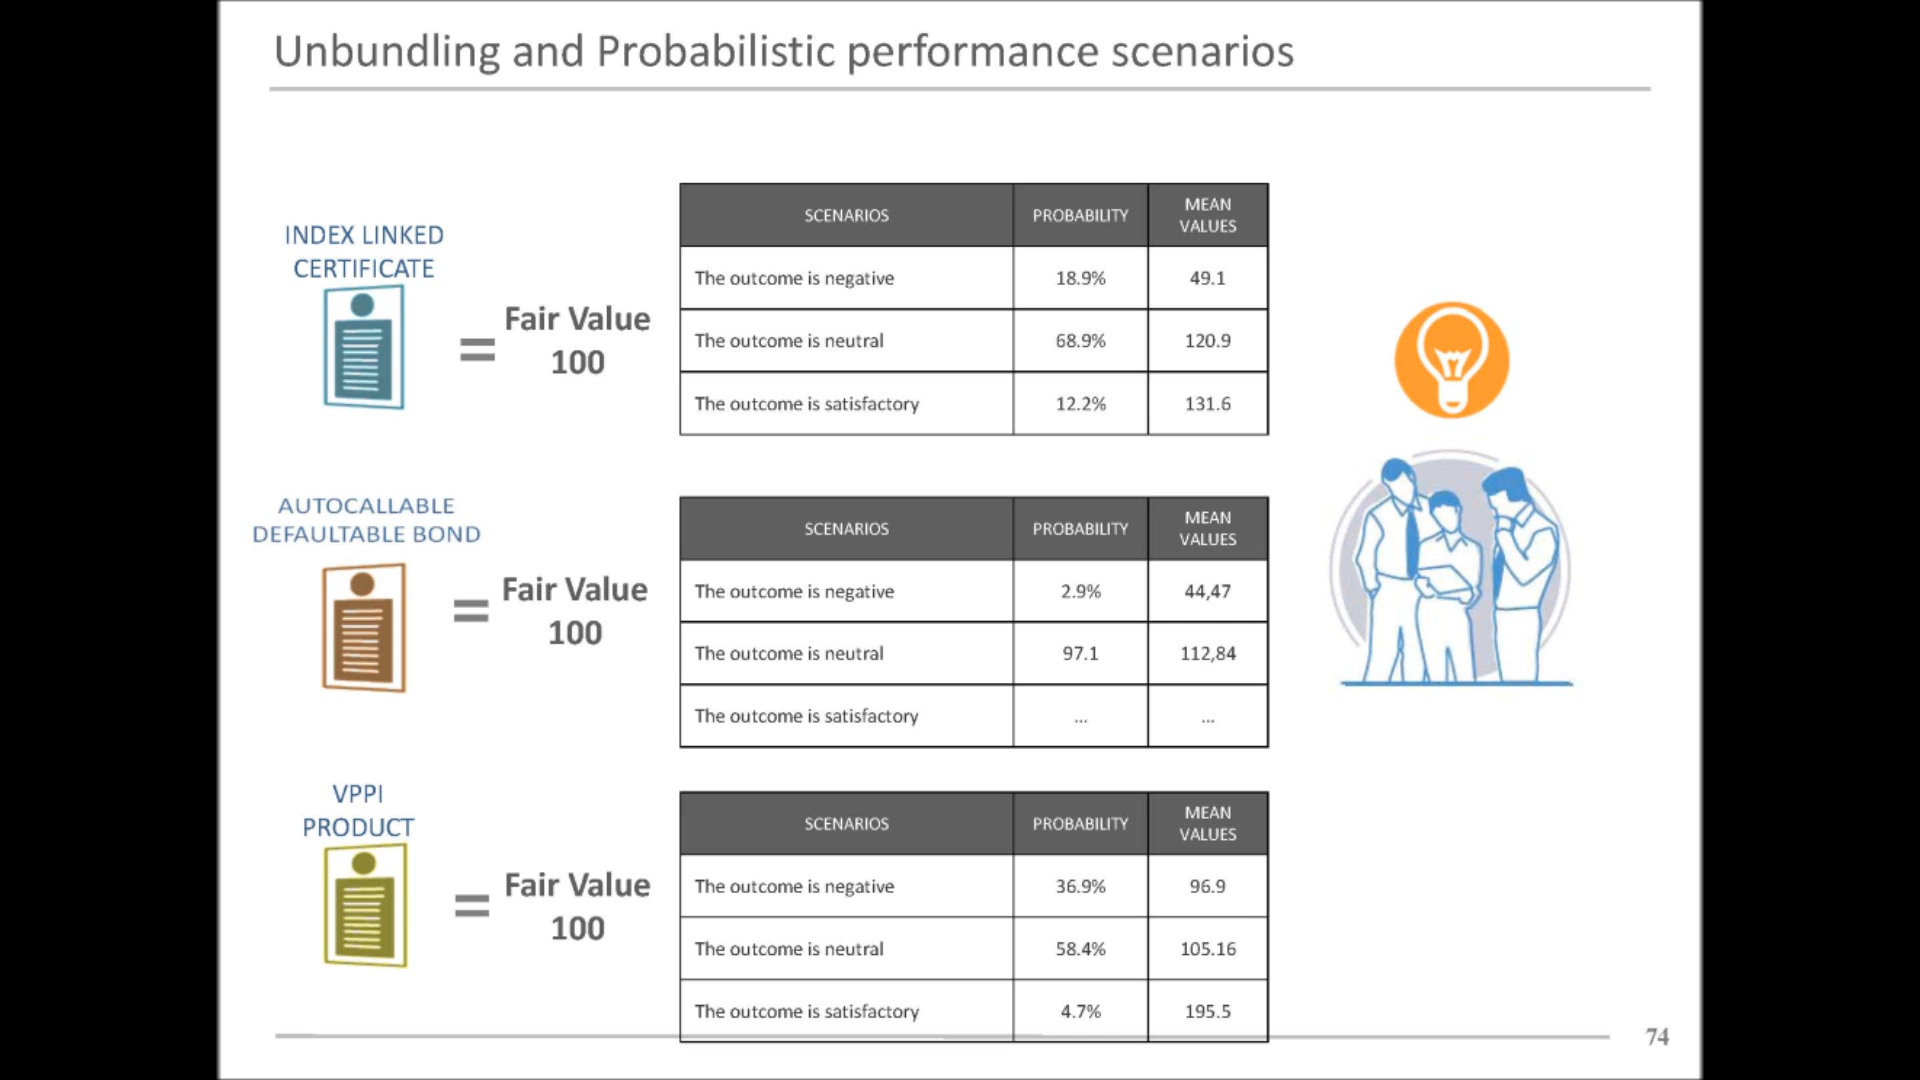 Unbundling and Probabilistic performance scenarios
INDEX LINKED
CERTIFICATE
=
Fair Value
100
SCENARIOS PROBABILITY MEAN VALUES
The outcome is negative 18.9% 49.1
The outcome is neutral 68.9% 120.9
The outcome is satisfactory 12.2% 131.6
AUTOCALLABLE
DEFAULTABLE BOND
=
Fair Value
100
SCENARIOS PROBABILITY MEAN VALUES
The outcome is negative 2.9% 44,47
The outcome is neutral 97.1 112,84
The outcome is satisfactory ... ...
VPPI
PRODUCT
=
Fair Value
100
SCENARIOS PROBABILITY MEAN VALUES
The outcome is negative 36.9% 96.9
The outcome is neutral 58.4% 105.16
The outcome is satisfactory 4.7% 195.5
74